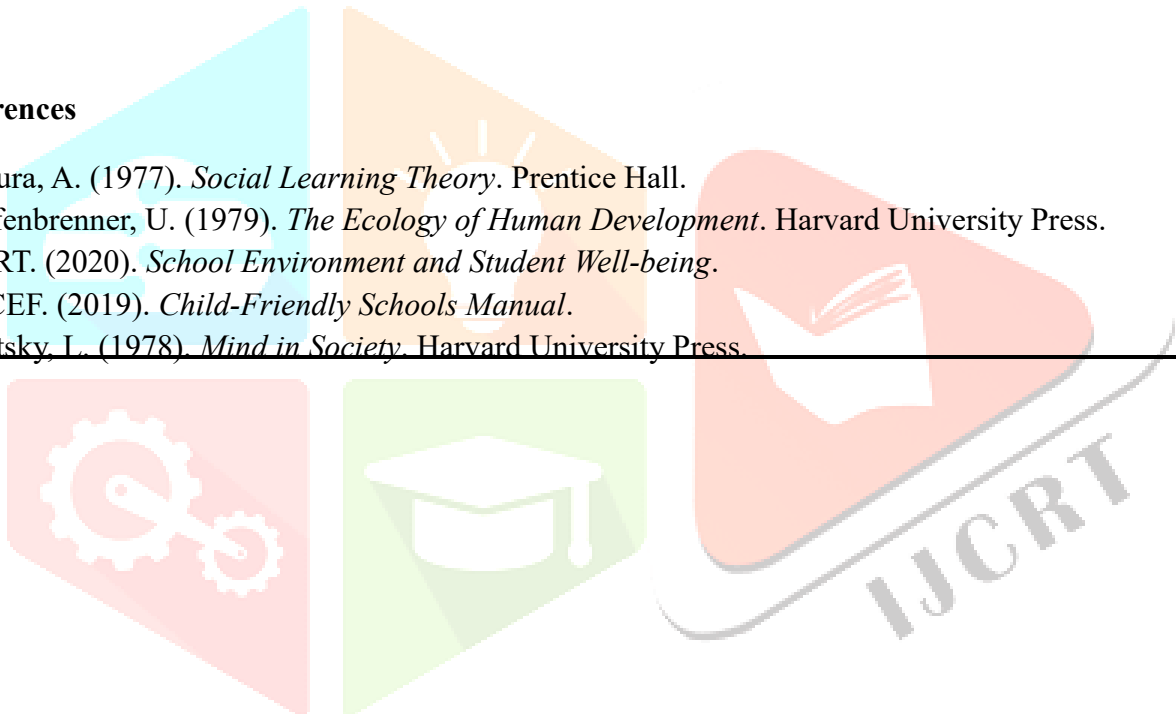 rences
ura, A. (1977). Social Learning Theory. Prentice Hall.
fenbrenner, U. (1979). The Ecology of Human Development. Harvard University Press.
RT. (2020). School Environment and Student Well-being.
CEF. (2019). Child-Friendly Schools Manual.
tsky, L. (1978). Mind in Society. Harvard University Press.
IJCRT